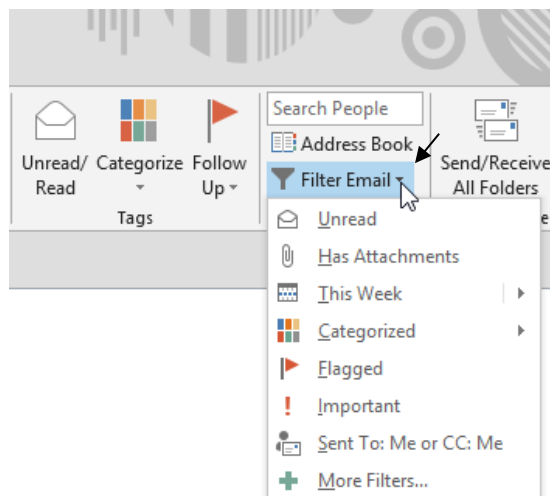 Search People
Address Book
Unread/ Categorize Follow Send/Receive
Read Up All Folders
Filter Email
Tags
Unread
Has Attachments
This Week
Categorized
Flagged
Important
Sent To: Me or CC: Me
More Filters...